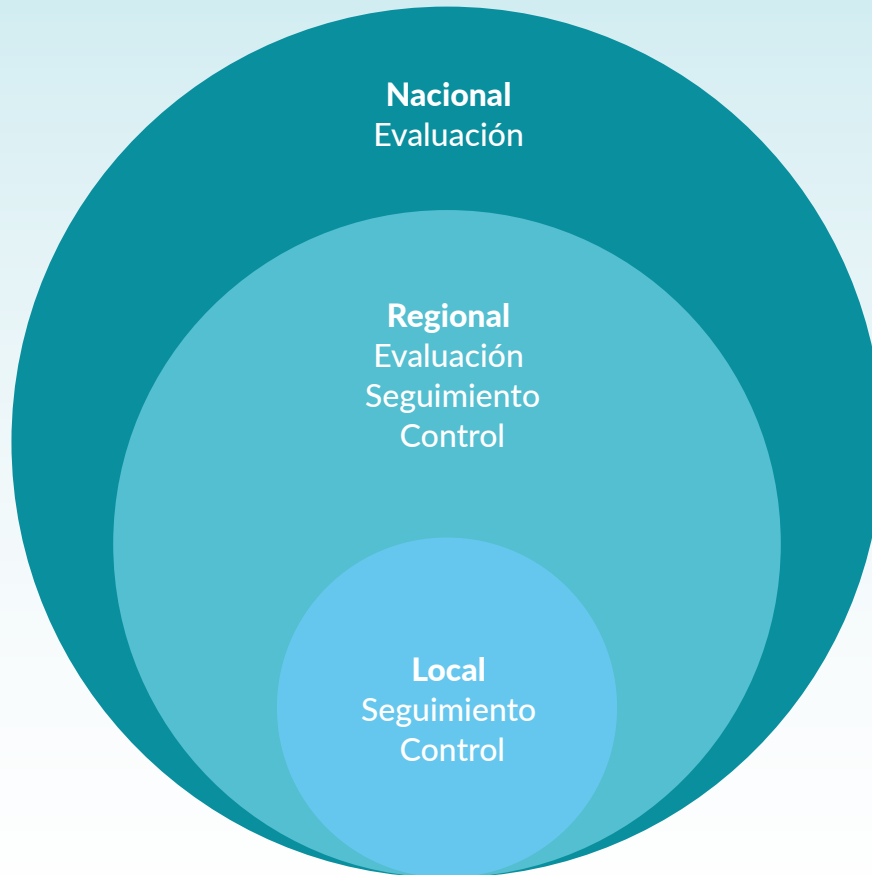 Nacional
Evaluación
Regional
Evaluación
Seguimiento
Control
Local
Seguimiento
Control